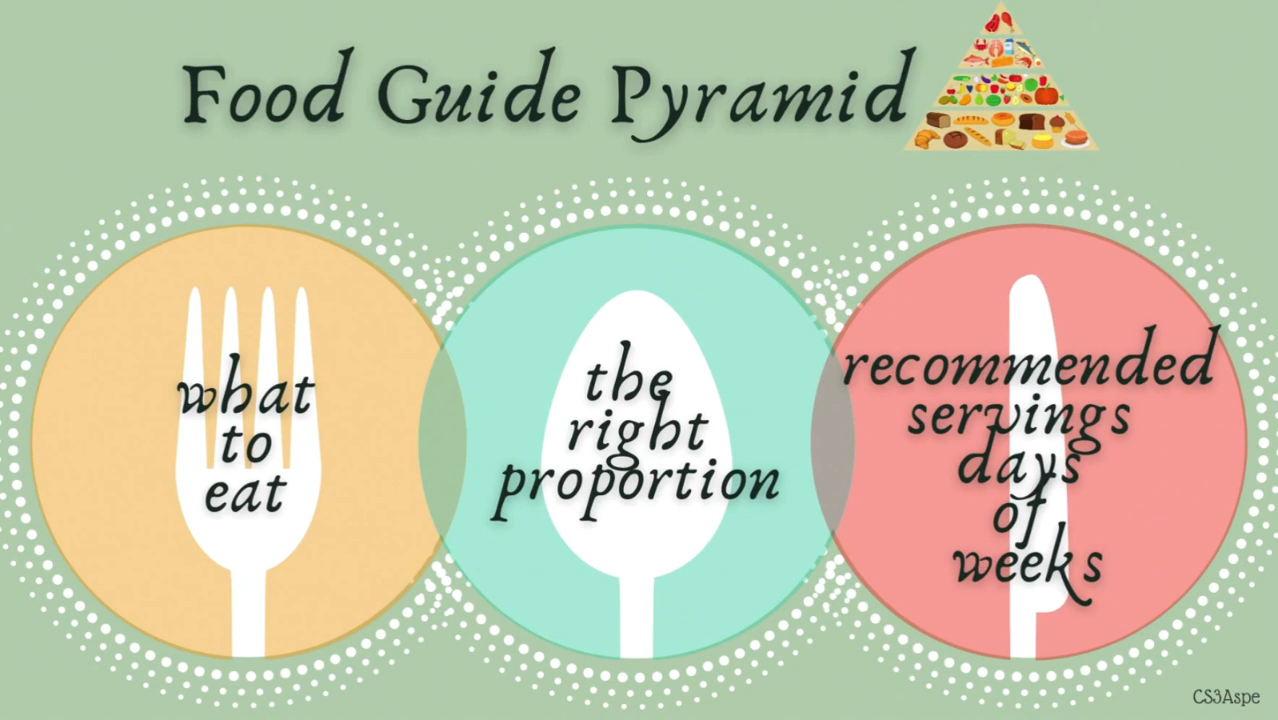 Food Guide Pyramid
what
to
eat
the
right
proportion
recommended
servings
days
of
weeks
CS3Aspe